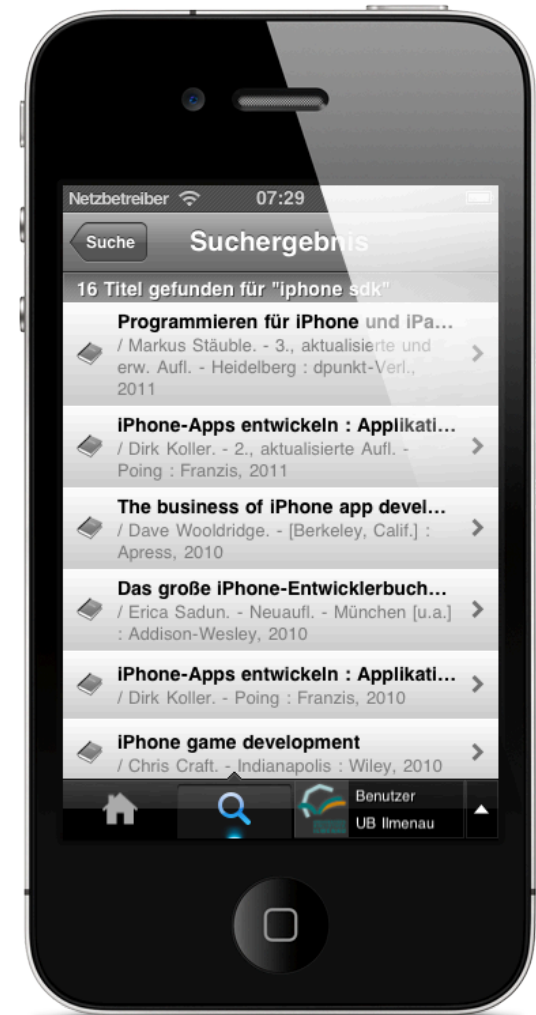 Netzbetreiber 07:29
Suche Suchergebnis
16 Titel gefunden für "iphone sdk"
Programmieren für iPhone und iPa...
/ Markus Stäuble. - 3., aktualisierte und
erw. Aufl. - Heidelberg : dpunkt-Verl.,
2011
iPhone-Apps entwickeln : Applikati...
/ Dirk Koller. - 2., aktualisierte Aufl. -
Poing : Franzis, 2011
The business of iPhone app devel...
/ Dave Wooldridge. - [Berkeley, Calif.] :
Apress, 2010
Das große iPhone-Entwicklerbuch...
/ Erica Sadun. - Neuaufl. - München [u.a.]
: Addison-Wesley, 2010
iPhone-Apps entwickeln : Applikati...
/ Dirk Koller. - Poing : Franzis, 2010
iPhone game development
/ Chris Craft. - Indianapolis : Wiley, 2010
Benutzer
UB Ilmenau